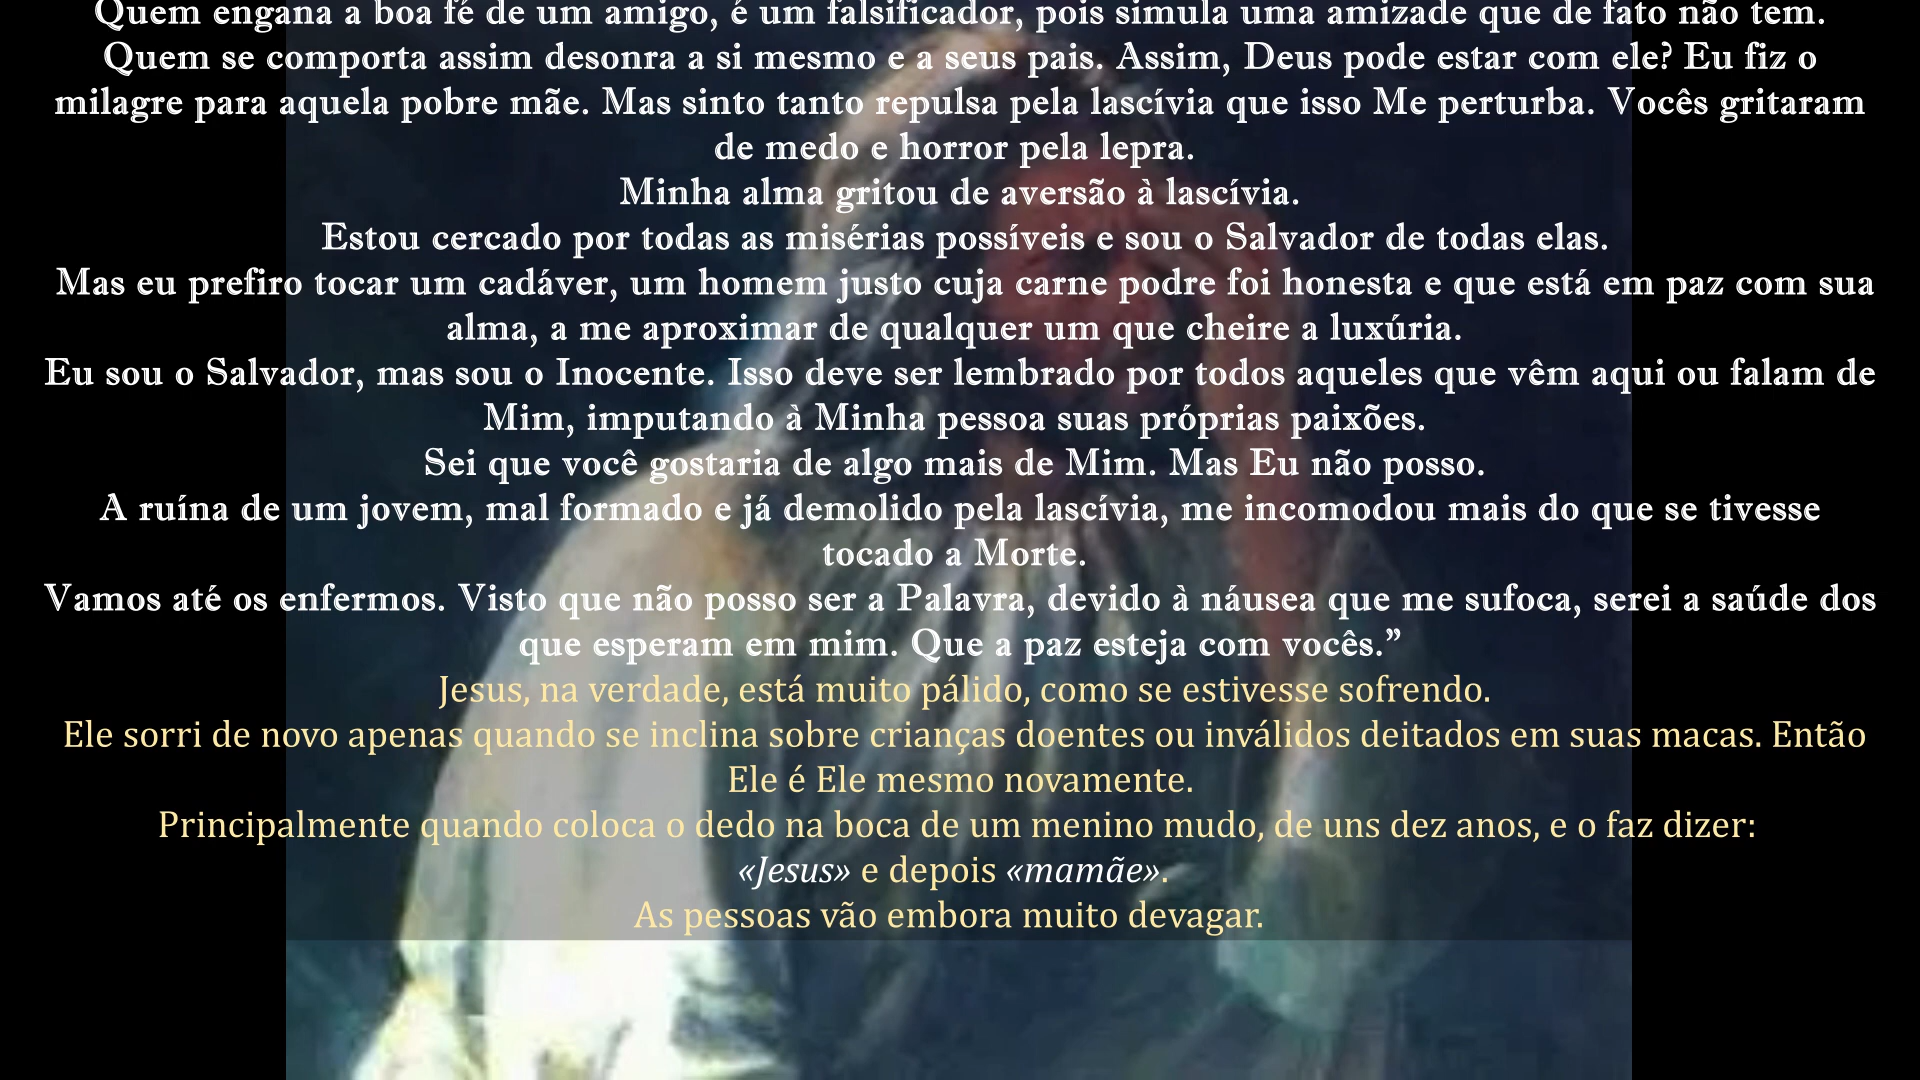 Quem engana a boa fé de um amigo, é um falsificador, pois simula uma amizade que de fato não tem.
Quem se comporta assim desonra a si mesmo e a seus pais. Assim, Deus pode estar com ele? Eu fiz o
milagre para aquela pobre mãe. Mas sinto tanto repulsa pela lascívia que isso Me perturba. Vocês gritaram
de medo e horror pela lepra.
Minha alma gritou de aversão à lascívia.
Estou cercado por todas as misérias possíveis e sou o Salvador de todas elas.
Mas eu prefiro tocar um cadáver, um homem justo cuja carne podre foi honesta e que está em paz com sua
alma, a me aproximar de qualquer um que cheire a luxúria.
Eu sou o Salvador, mas sou o Inocente. Isso deve ser lembrado por todos aqueles que vêm aqui ou falam de
Mim, imputando à Minha pessoa suas próprias paixões.
Sei que você gostaria de algo mais de Mim. Mas Eu não posso.
A ruína de um jovem, mal formado e já demolido pela lascívia, me incomodou mais do que se tivesse
tocado a Morte.
Vamos até os enfermos. Visto que não posso ser a Palavra, devido à náusea que me sufoca, serei a saúde dos
que esperam em mim. Que a paz esteja com vocês.”
Jesus, na verdade, está muito pálido, como se estivesse sofrendo.
Ele sorri de novo apenas quando se inclina sobre crianças doentes ou inválidos deitados em suas macas. Então
Ele é Ele mesmo novamente.
Principalmente quando coloca o dedo na boca de um menino mudo, de uns dez anos, e o faz dizer:
«Jesus» e depois «mamãe».
As pessoas vão embora muito devagar.